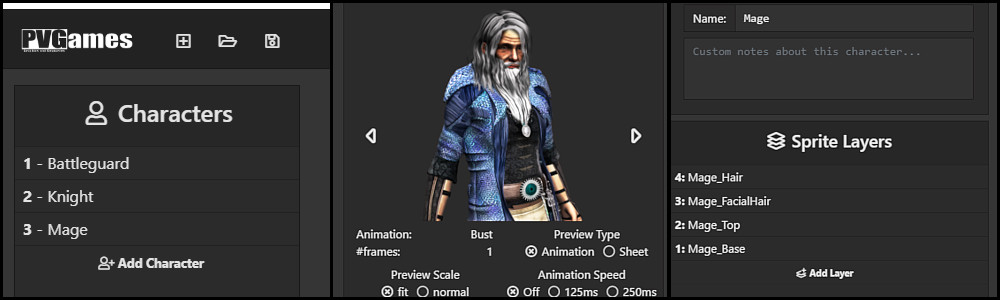 PVGames
Characters
1 - Battleguard
2 - Knight
3 - Mage
Add Character
Animation: Bust
#frames: 1
Preview Type
Animation Sheet
Preview Scale
fit normal
Animation Speed
Off 125ms 250ms
Name: Mage
Custom notes about this character...
Sprite Layers
4: Mage_Hair
3: Mage_FacialHair
2: Mage_Top
1: Mage_Base
Add Layer